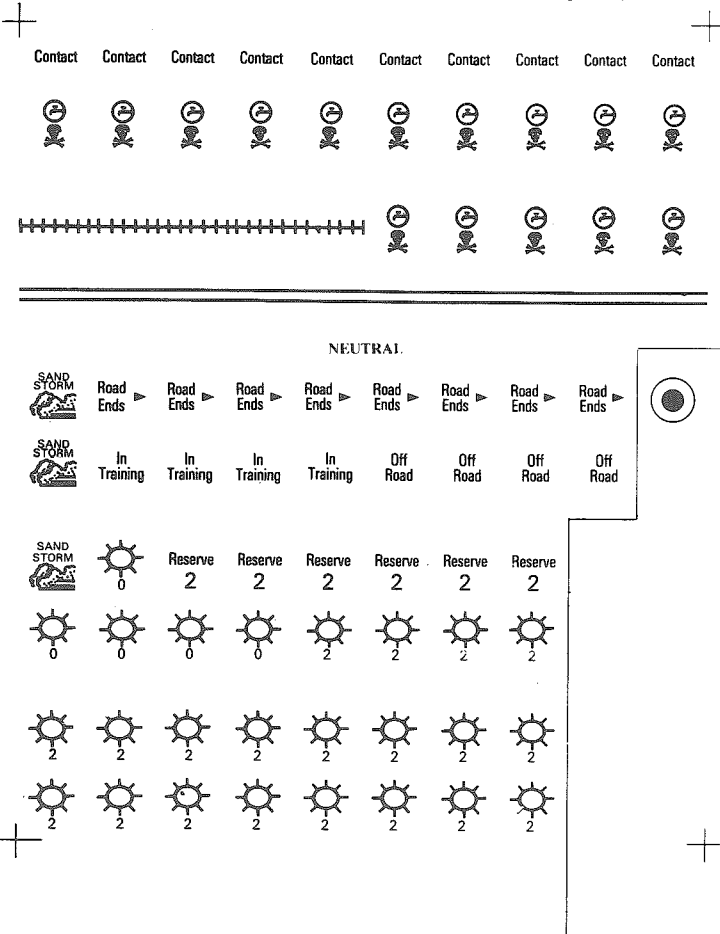 Contact Contact Contact Contact Contact Contact Contact Contact Contact Contact
NEUTRAL
SAND
STORM
Road Road Road Road Road Road Road Road
Ends Ends Ends Ends Ends Ends Ends Ends
SAND
STORM
In In In In Off Off Off Off
Training Training Training Training Road Road Road Road
SAND
STORM
Reserve Reserve Reserve Reserve Reserve Reserve
0 2 2 2 2 2 2
0 0 0 0 2 2 2 2
2 2 2 2 2 2 2 2
2 2 2 2 2 2 2 2